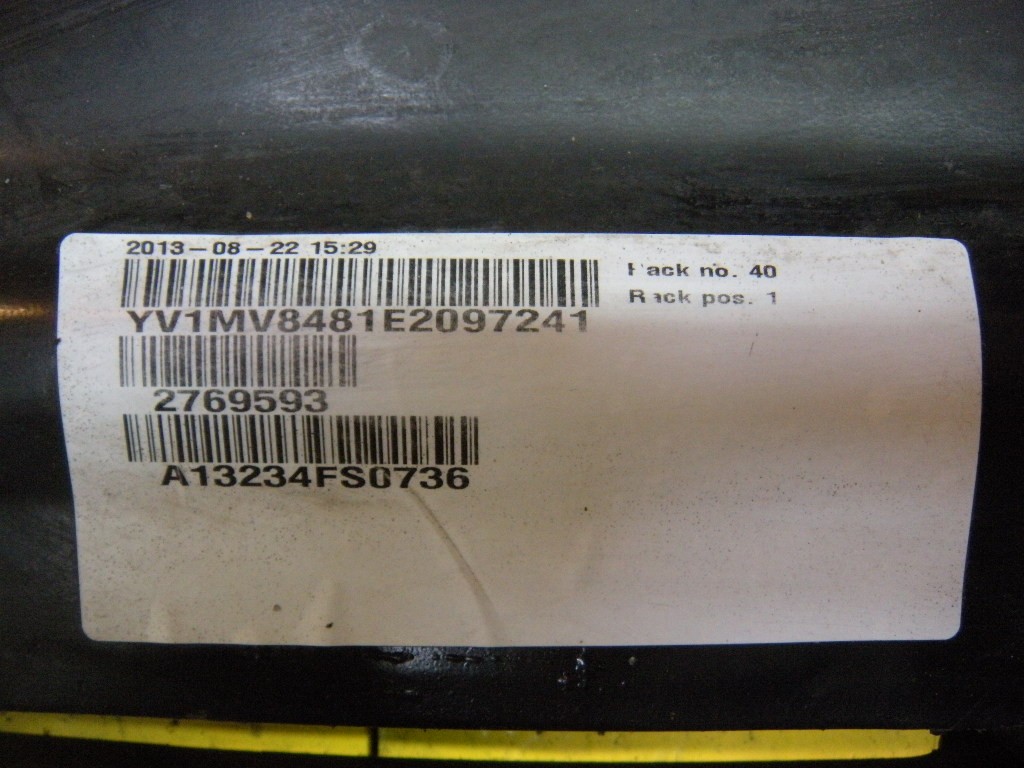 2013-08-22 15:29
Rack no. 40
Rack pos. 1
YV1MV8481E2097241
2769593
A13234FS0736